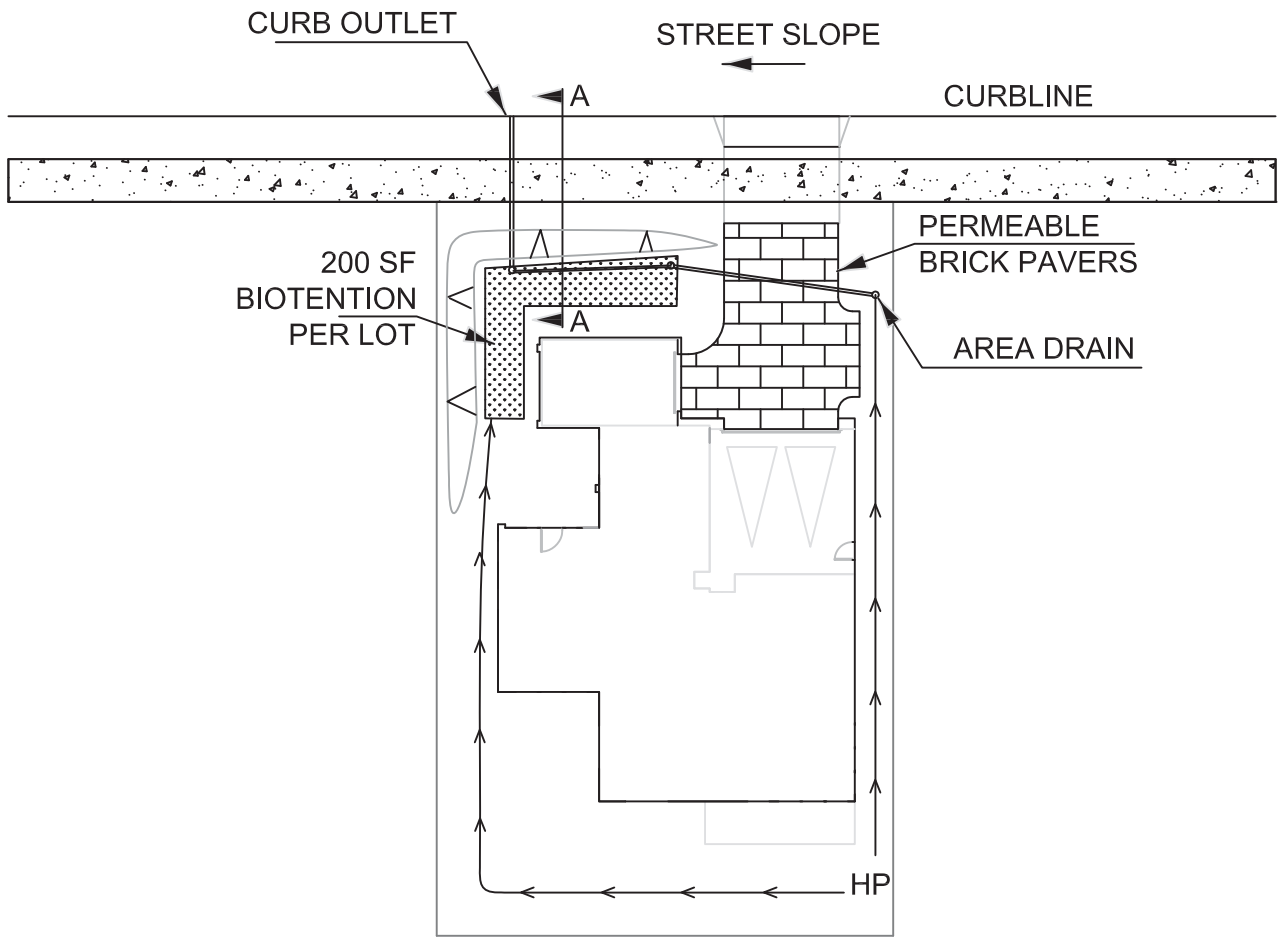 CURB OUTLET
STREET SLOPE
A
CURBLINE
200 SF
BIOTENTION
PER LOT
PERMEABLE
BRICK PAVERS
A
AREA DRAIN
HP